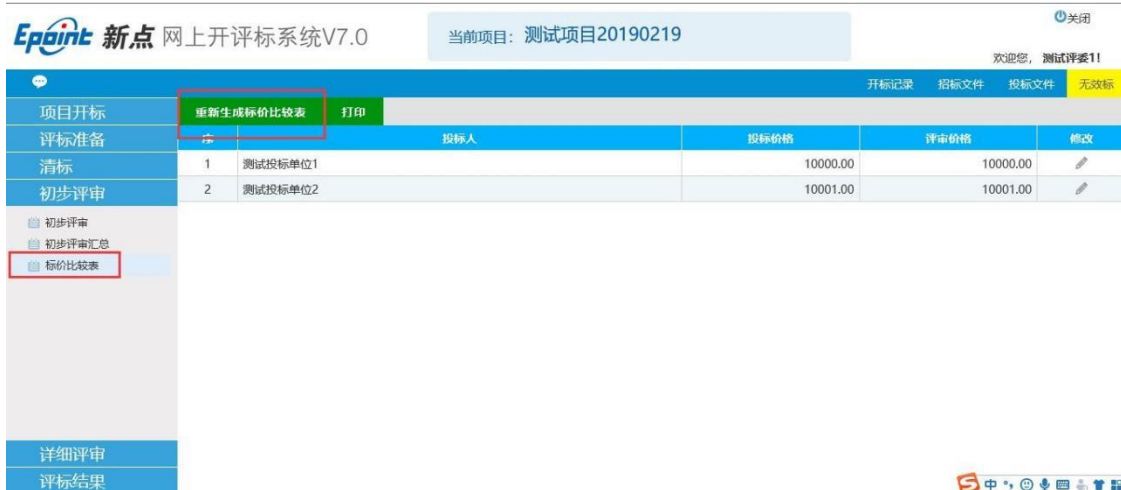 关闭
Epoint 新点 网上开评标系统V7.0
当前项目：测试项目20190219
欢迎您，测试评委1!
开标记录 招标文件 投标文件 无效标
项目开标
评标准备
清标
初步评审
初步评审
初步评审汇总
标价比较表
详细评审
评标结果
重新生成标价比较表 打印
序 投标人 投标价格 评审价格 修改
1 测试投标单位1 10000.00 10000.00
2 测试投标单位2 10001.00 10001.00
中